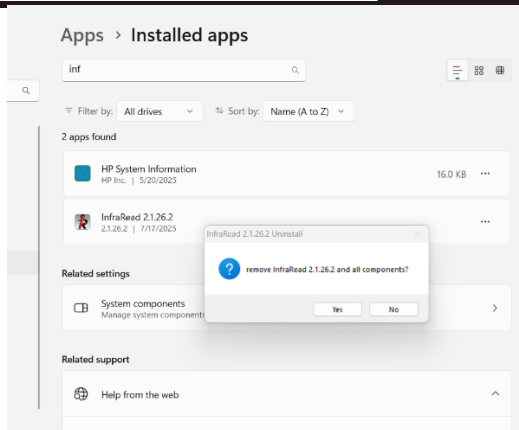 Apps > Installed apps
inf
Filter by: All drives
Sort by: Name (A to Z)
2 apps found
HP System Information
HP Inc. | 5/20/2025
16.0 KB
InfraRead 2.1.26.2
2.1.26.2 | 7/17/2025
InfraRead 2.1.26.2 Uninstall
remove InfraRead 2.1.26.2 and all components?
Yes
No
Related settings
System components
Manage system components
Related support
Help from the web